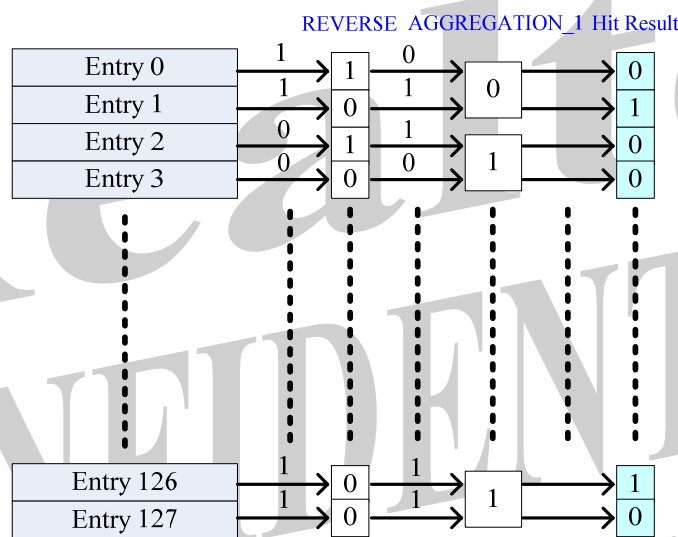 REVERSE AGGREGATION_1 Hit Result
Entry 0 1 1 0 0 0
Entry 1 1 0 1 1
Entry 2 0 1 1 1 0
Entry 3 0 0 0 0
Entry 126 1 0 1 1 1
Entry 127 1 0 1 0
Realte
NFIDENT